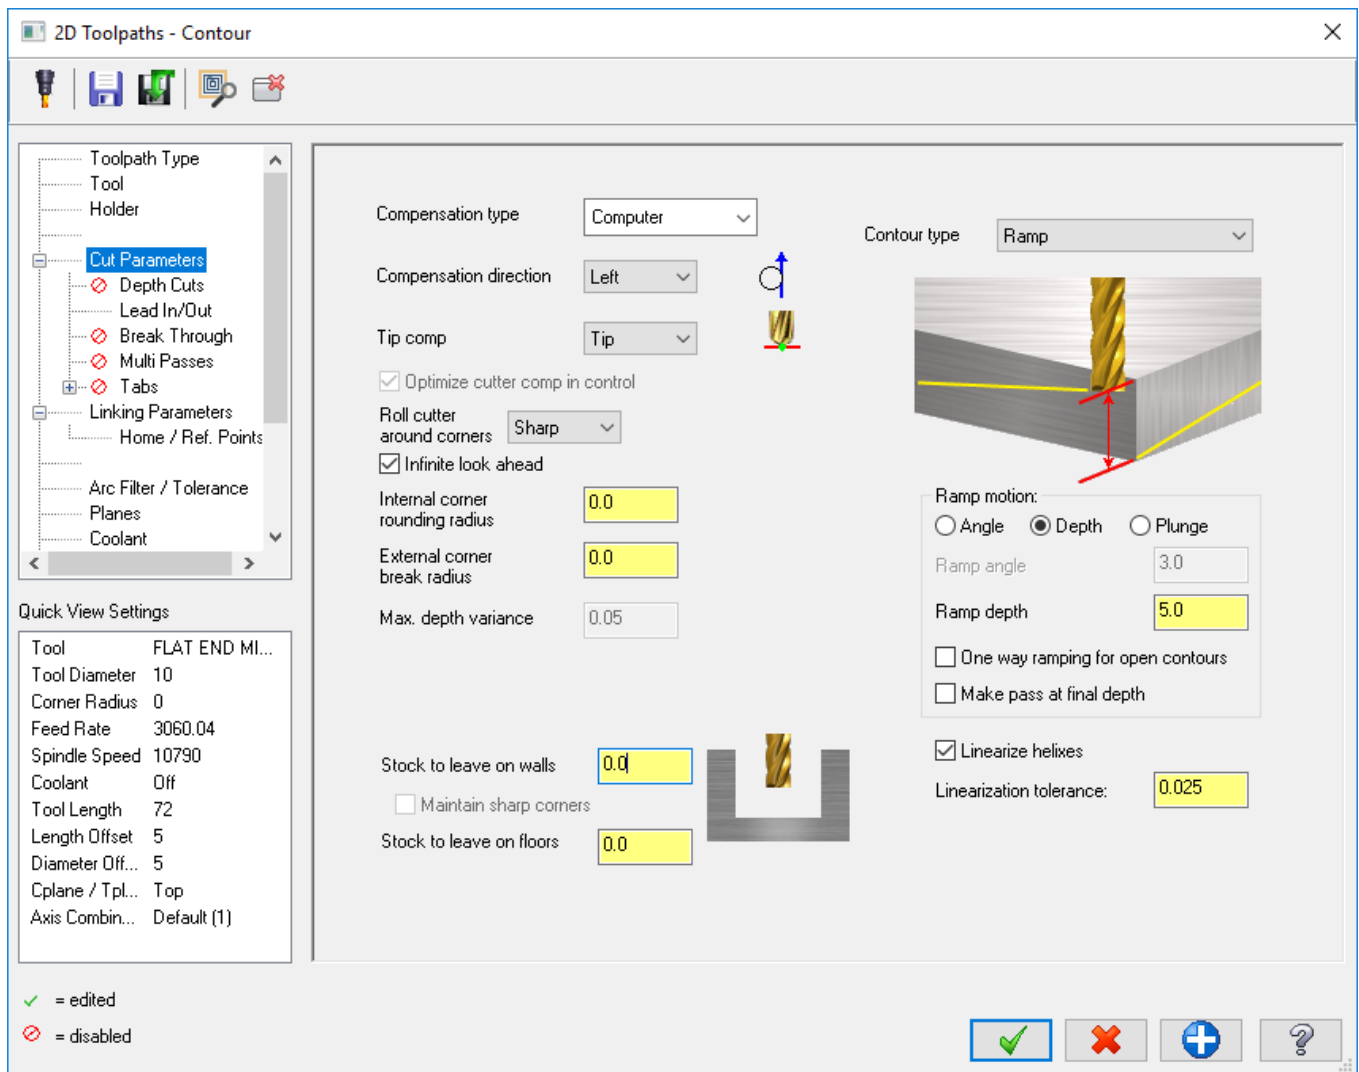 2D Toolpaths - Contour
Toolpath Type
Tool
Holder
Cut Parameters
Depth Cuts
Lead In/Out
Break Through
Multi Passes
Tabs
Linking Parameters
Home / Ref. Points
Arc Filter / Tolerance
Planes
Coolant
Quick View Settings
Tool FLAT END MI...
Tool Diameter 10
Corner Radius 0
Feed Rate 3060.04
Spindle Speed 10790
Coolant Off
Tool Length 72
Length Offset 5
Diameter Off... 5
Cplane / Tpl... Top
Axis Combin... Default (1)
= edited
= disabled
Compensation type Computer
Compensation direction Left
Tip comp Tip
Optimize cutter comp in control
Roll cutter
around corners Sharp
Infinite look ahead
Internal corner
rounding radius 0.0
External corner
break radius 0.0
Max. depth variance 0.05
Stock to leave on walls 0.0
Maintain sharp corners
Stock to leave on floors 0.0
Contour type Ramp
Ramp motion:
Angle Depth Plunge
Ramp angle 3.0
Ramp depth 5.0
One way ramping for open contours
Make pass at final depth
Linearize helixes
Linearization tolerance: 0.025